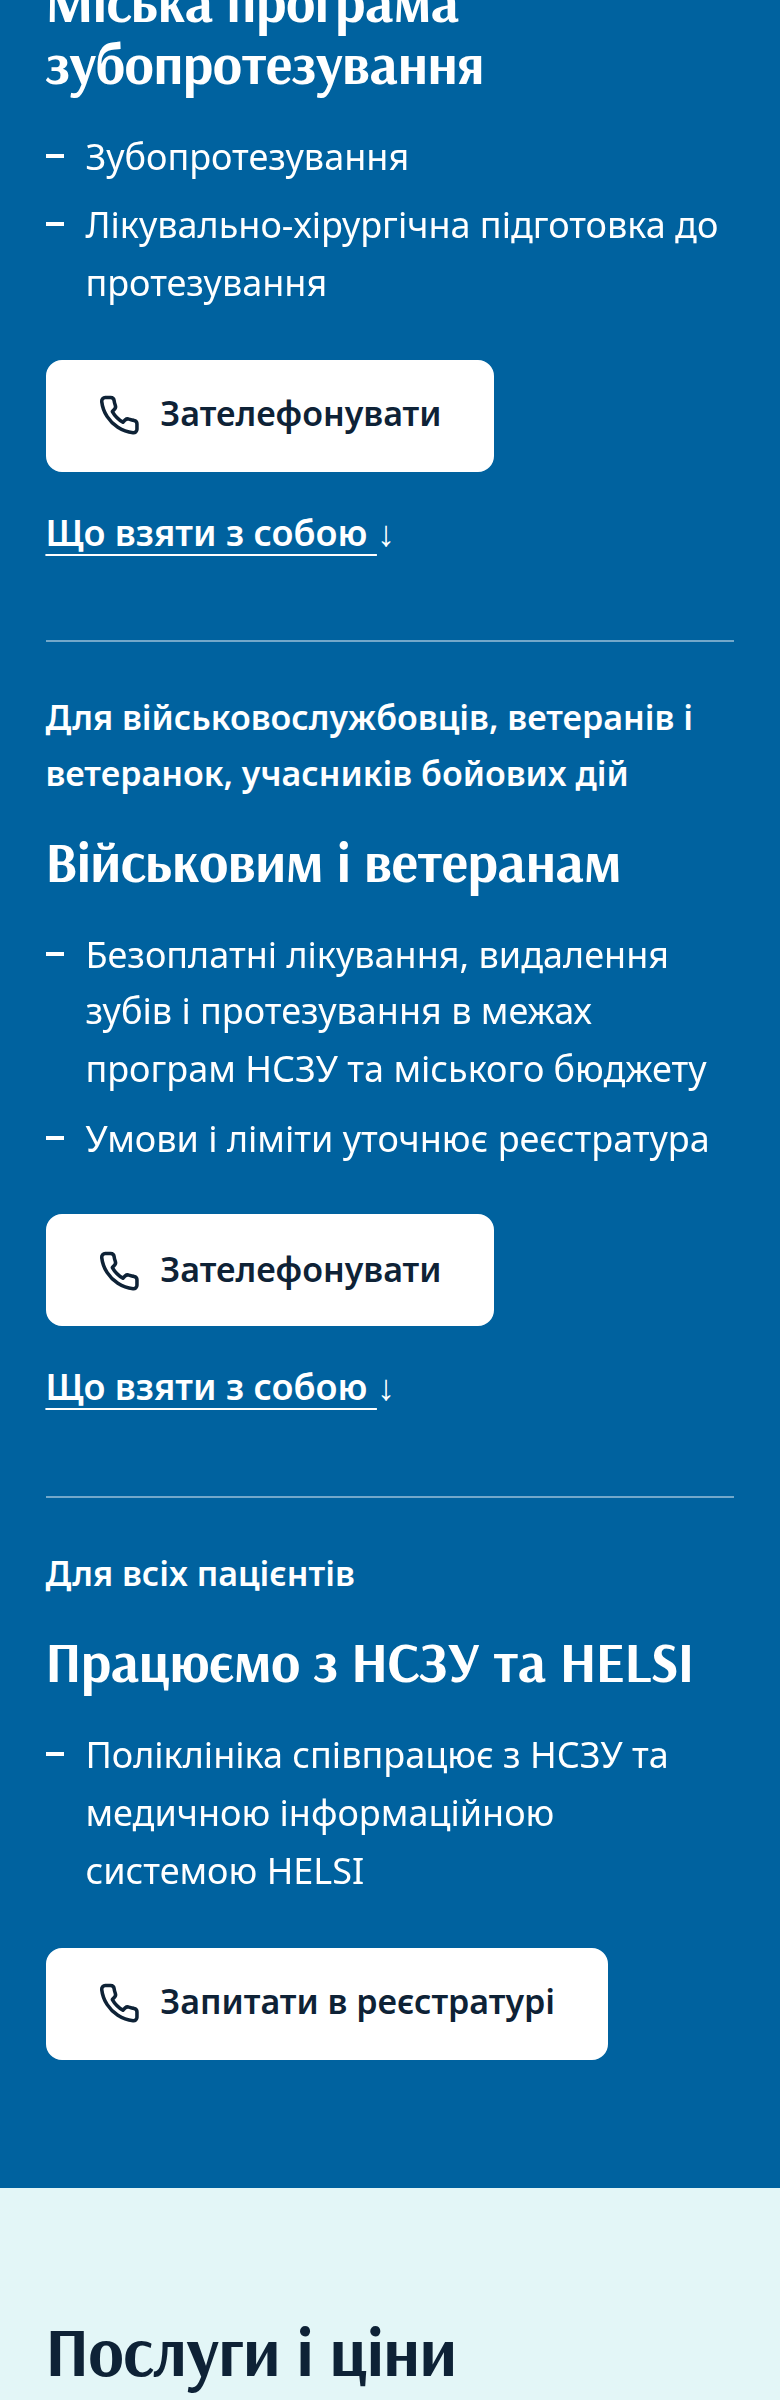 Міська програма
зубопротезування
– Зубопротезування
– Лікувально-хірургічна підготовка до
протезування
Зателефонувати
Що взяти з собою ↓
Для військовослужбовців, ветеранів і
ветеранок, учасників бойових дій
Військовим і ветеранам
– Безоплатні лікування, видалення
зубів і протезування в межах
програм НСЗУ та міського бюджету
– Умови і ліміти уточнює реєстратура
Зателефонувати
Що взяти з собою ↓
Для всіх пацієнтів
Працюємо з НСЗУ та HELSI
– Поліклініка співпрацює з НСЗУ та
медичною інформаційною
системою HELSI
Запитати в реєстратурі
Послуги і ціни